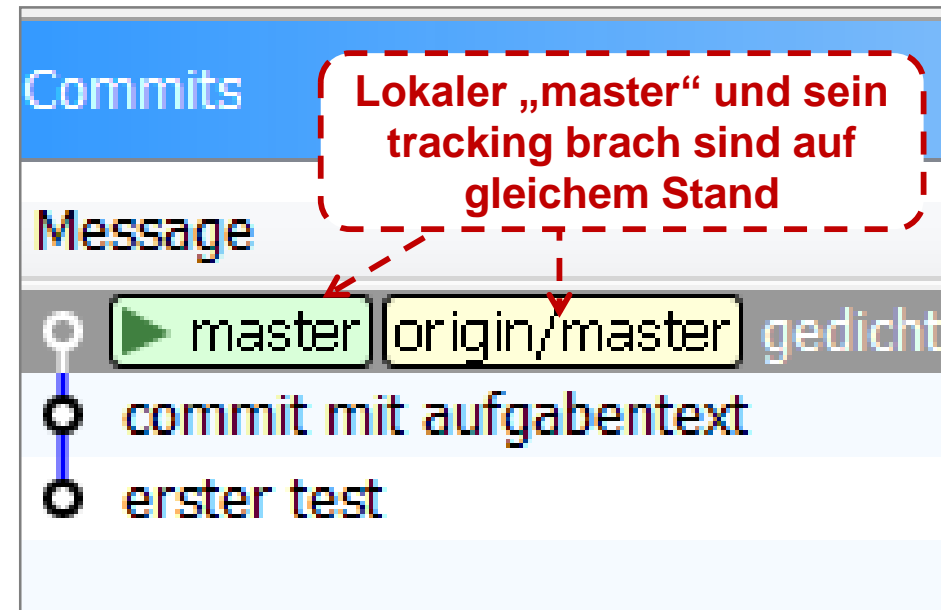 Commits
Lokaler „master“ und sein
tracking brach sind auf
gleichem Stand
Message
master origin/master gedicht
commit mit aufgabentext
erster test